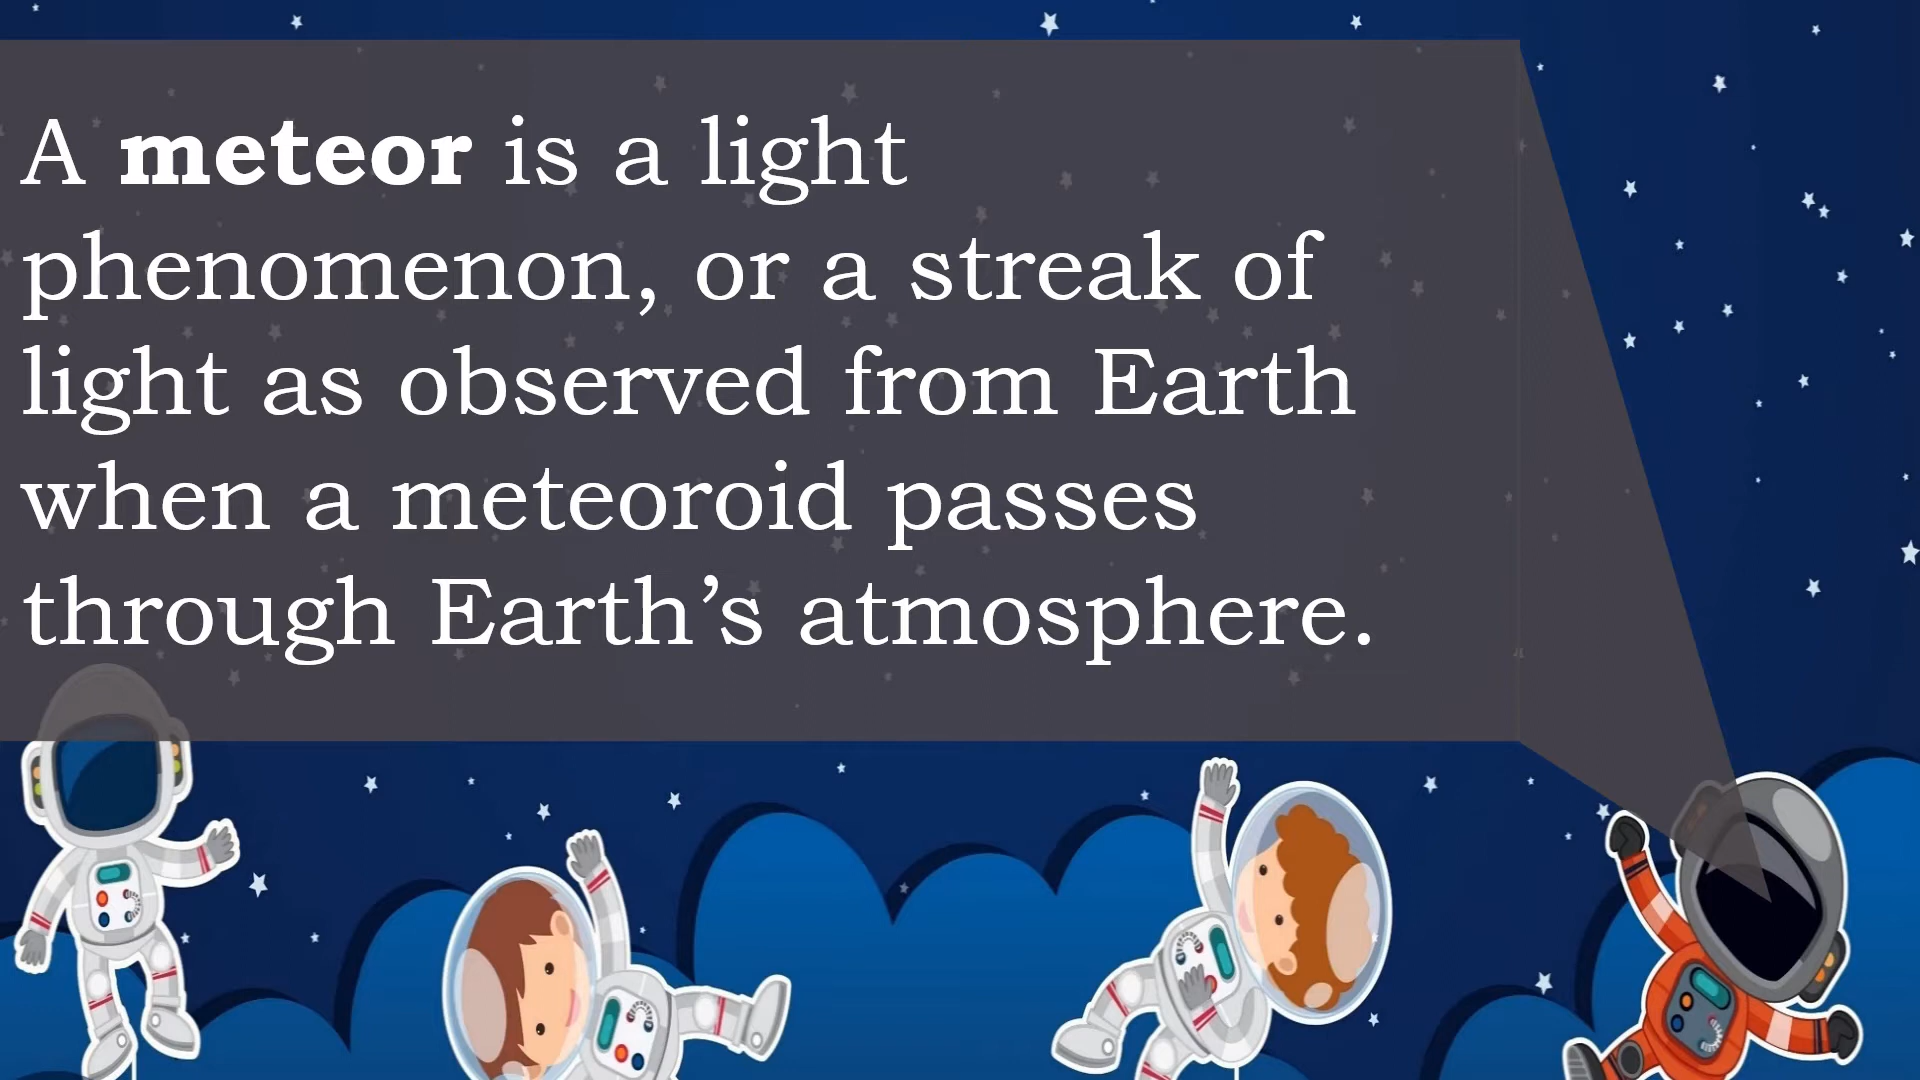 A meteor is a light
phenomenon, or a streak of
light as observed from Earth
when a meteoroid passes
through Earth’s atmosphere.